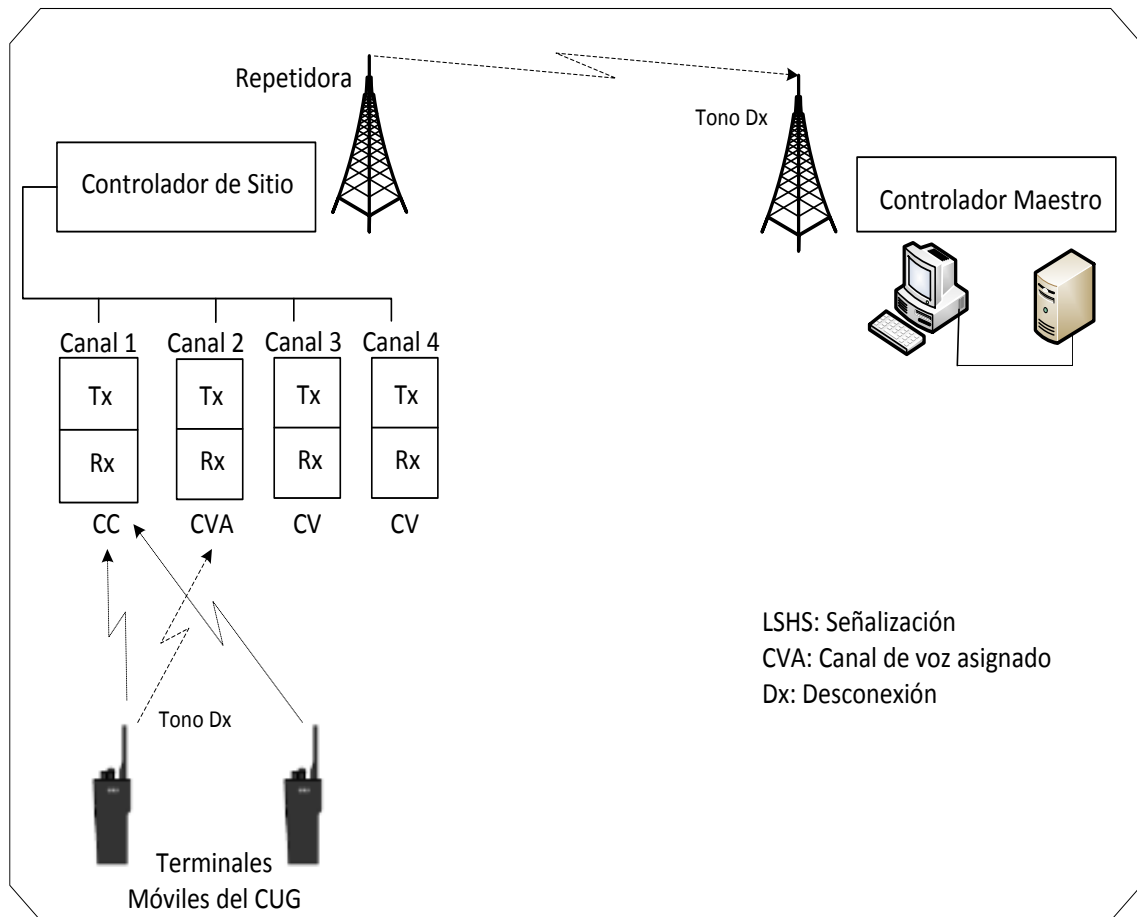 Repetidora
Tono Dx
Controlador de Sitio
Controlador Maestro
Canal 1
Canal 2
Canal 3
Canal 4
Tx
Tx
Tx
Tx
Rx
Rx
Rx
Rx
CC
CVA
CV
CV
LSHS: Señalización
CVA: Canal de voz asignado
Dx: Desconexión
Tono Dx
Terminales
Móviles del CUG